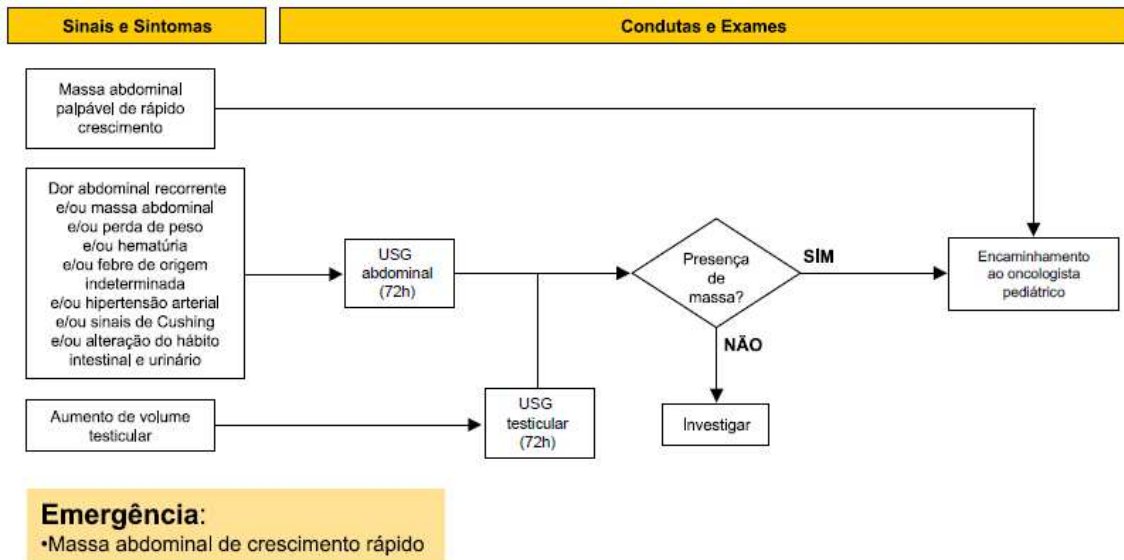 Sinais e Sintomas
Condutas e Exames
Massa abdominal
palpável de rápido
crescimento
Dor abdominal recorrente
e/ou massa abdominal
e/ou perda de peso
e/ou hematúria
e/ou febre de origem
indeterminada
e/ou hipertensão arterial
e/ou sinais de Cushing
e/ou alteração do hábito
intestinal e urinário
USG
abdominal
(72h)
Presença
de
massa?
SIM
Encaminhamento
ao oncologista
pediátrico
NÃO
Investigar
Aumento de volume
testicular
USG
testicular
(72h)
Emergência:
•Massa abdominal de crescimento rápido